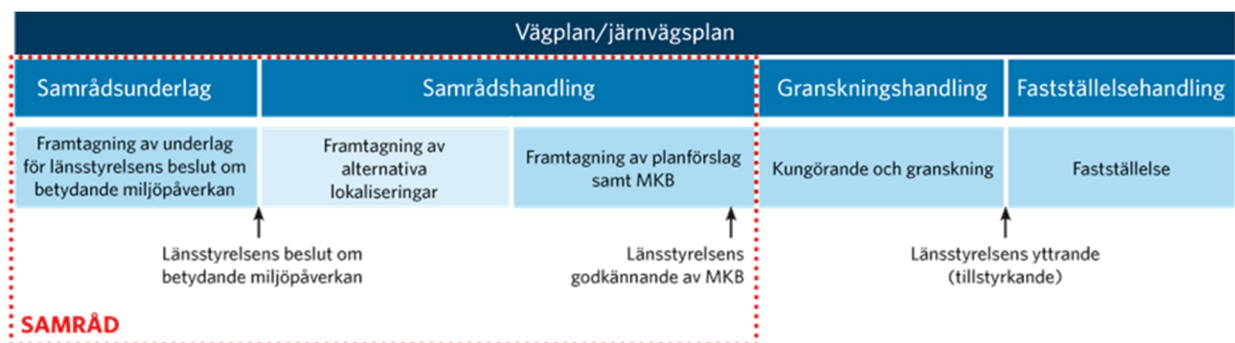 Vägplan/järnvägsplan
Samrådsunderlag
Samrådshandling
Granskningshandling
Fastställelsehandling
Framtagning av underlag
för länsstyrelsens beslut om
betydande miljöpåverkan
Framtagning av
alternativa
lokaliseringar
Framtagning av planförslag
samt MKB
Kungörande och granskning
Fastställelse
Länsstyrelsens beslut om
betydande miljöpåverkan
Länsstyrelsens
godkännande av MKB
Länsstyrelsens yttrande
(tillstyrkande)
SAMRÅD